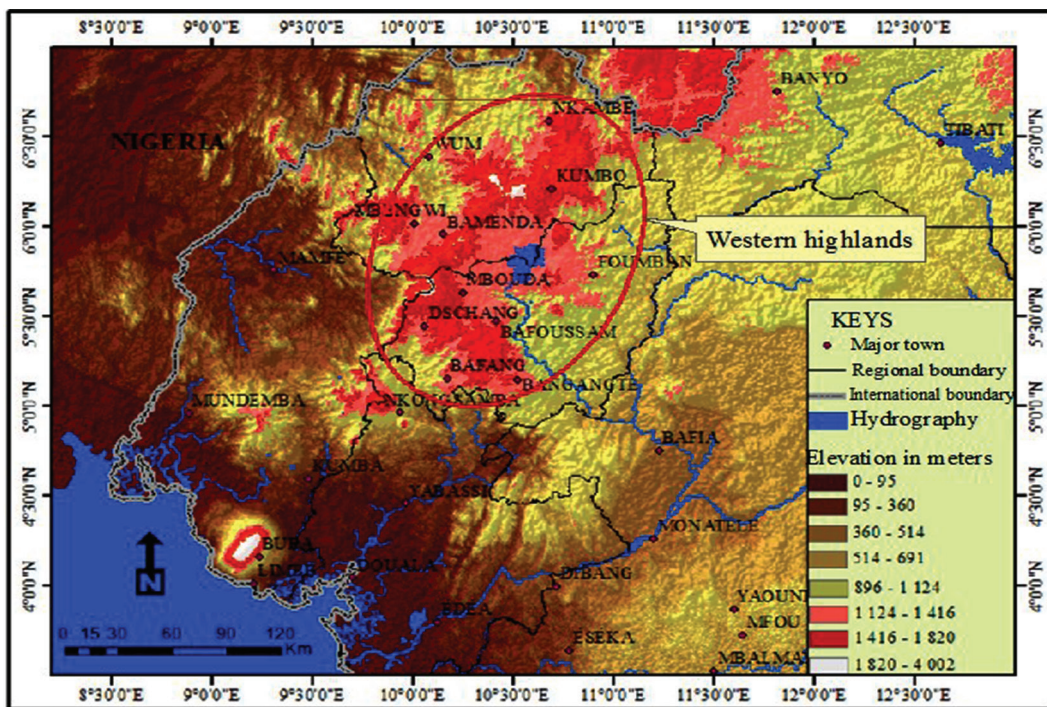 8°30'0"E 9°0'0"E 9°30'0"E 10°0'0"E 10°30'0"E 11°0'0"E 11°30'0"E 12°0'0"E 12°30'0"E
BANYO
NKAMBE
NIGERIA
TIBATI
6°30'0"N 6°30'0"N
WUM
KUMBO
MBENGWI
BAMENDA
6°0'0"N 6°0'0"N
Western highlands
MAMFE
FOUMBAN
MBOUDA
DSCHANG
BAFOUSSAM
5°30'0"N 5°30'0"N
BAFANG
BANGANGTE
MUNDEMBA
5°0'0"N 5°0'0"N
BAFIA
KUMBA
YABASSI
4°30'0"N 4°30'0"N
MONATELE
BUEA
LIMBE
DOUALA
DIBANG
4°0'0"N 4°0'0"N
EDEA
YAOUN
MFOU
ESEKA
MBALMA
N
0 15 30 60 90 120
Km
KEYS
Major town
Regional boundary
International boundary
Hydrography
Elevation in meters
0 - 95
95 - 360
360 - 514
514 - 691
896 - 1 124
1 124 - 1 416
1 416 - 1 820
1 820 - 4 002
8°30'0"E 9°0'0"E 9°30'0"E 10°0'0"E 10°30'0"E 11°0'0"E 11°30'0"E 12°0'0"E 12°30'0"E